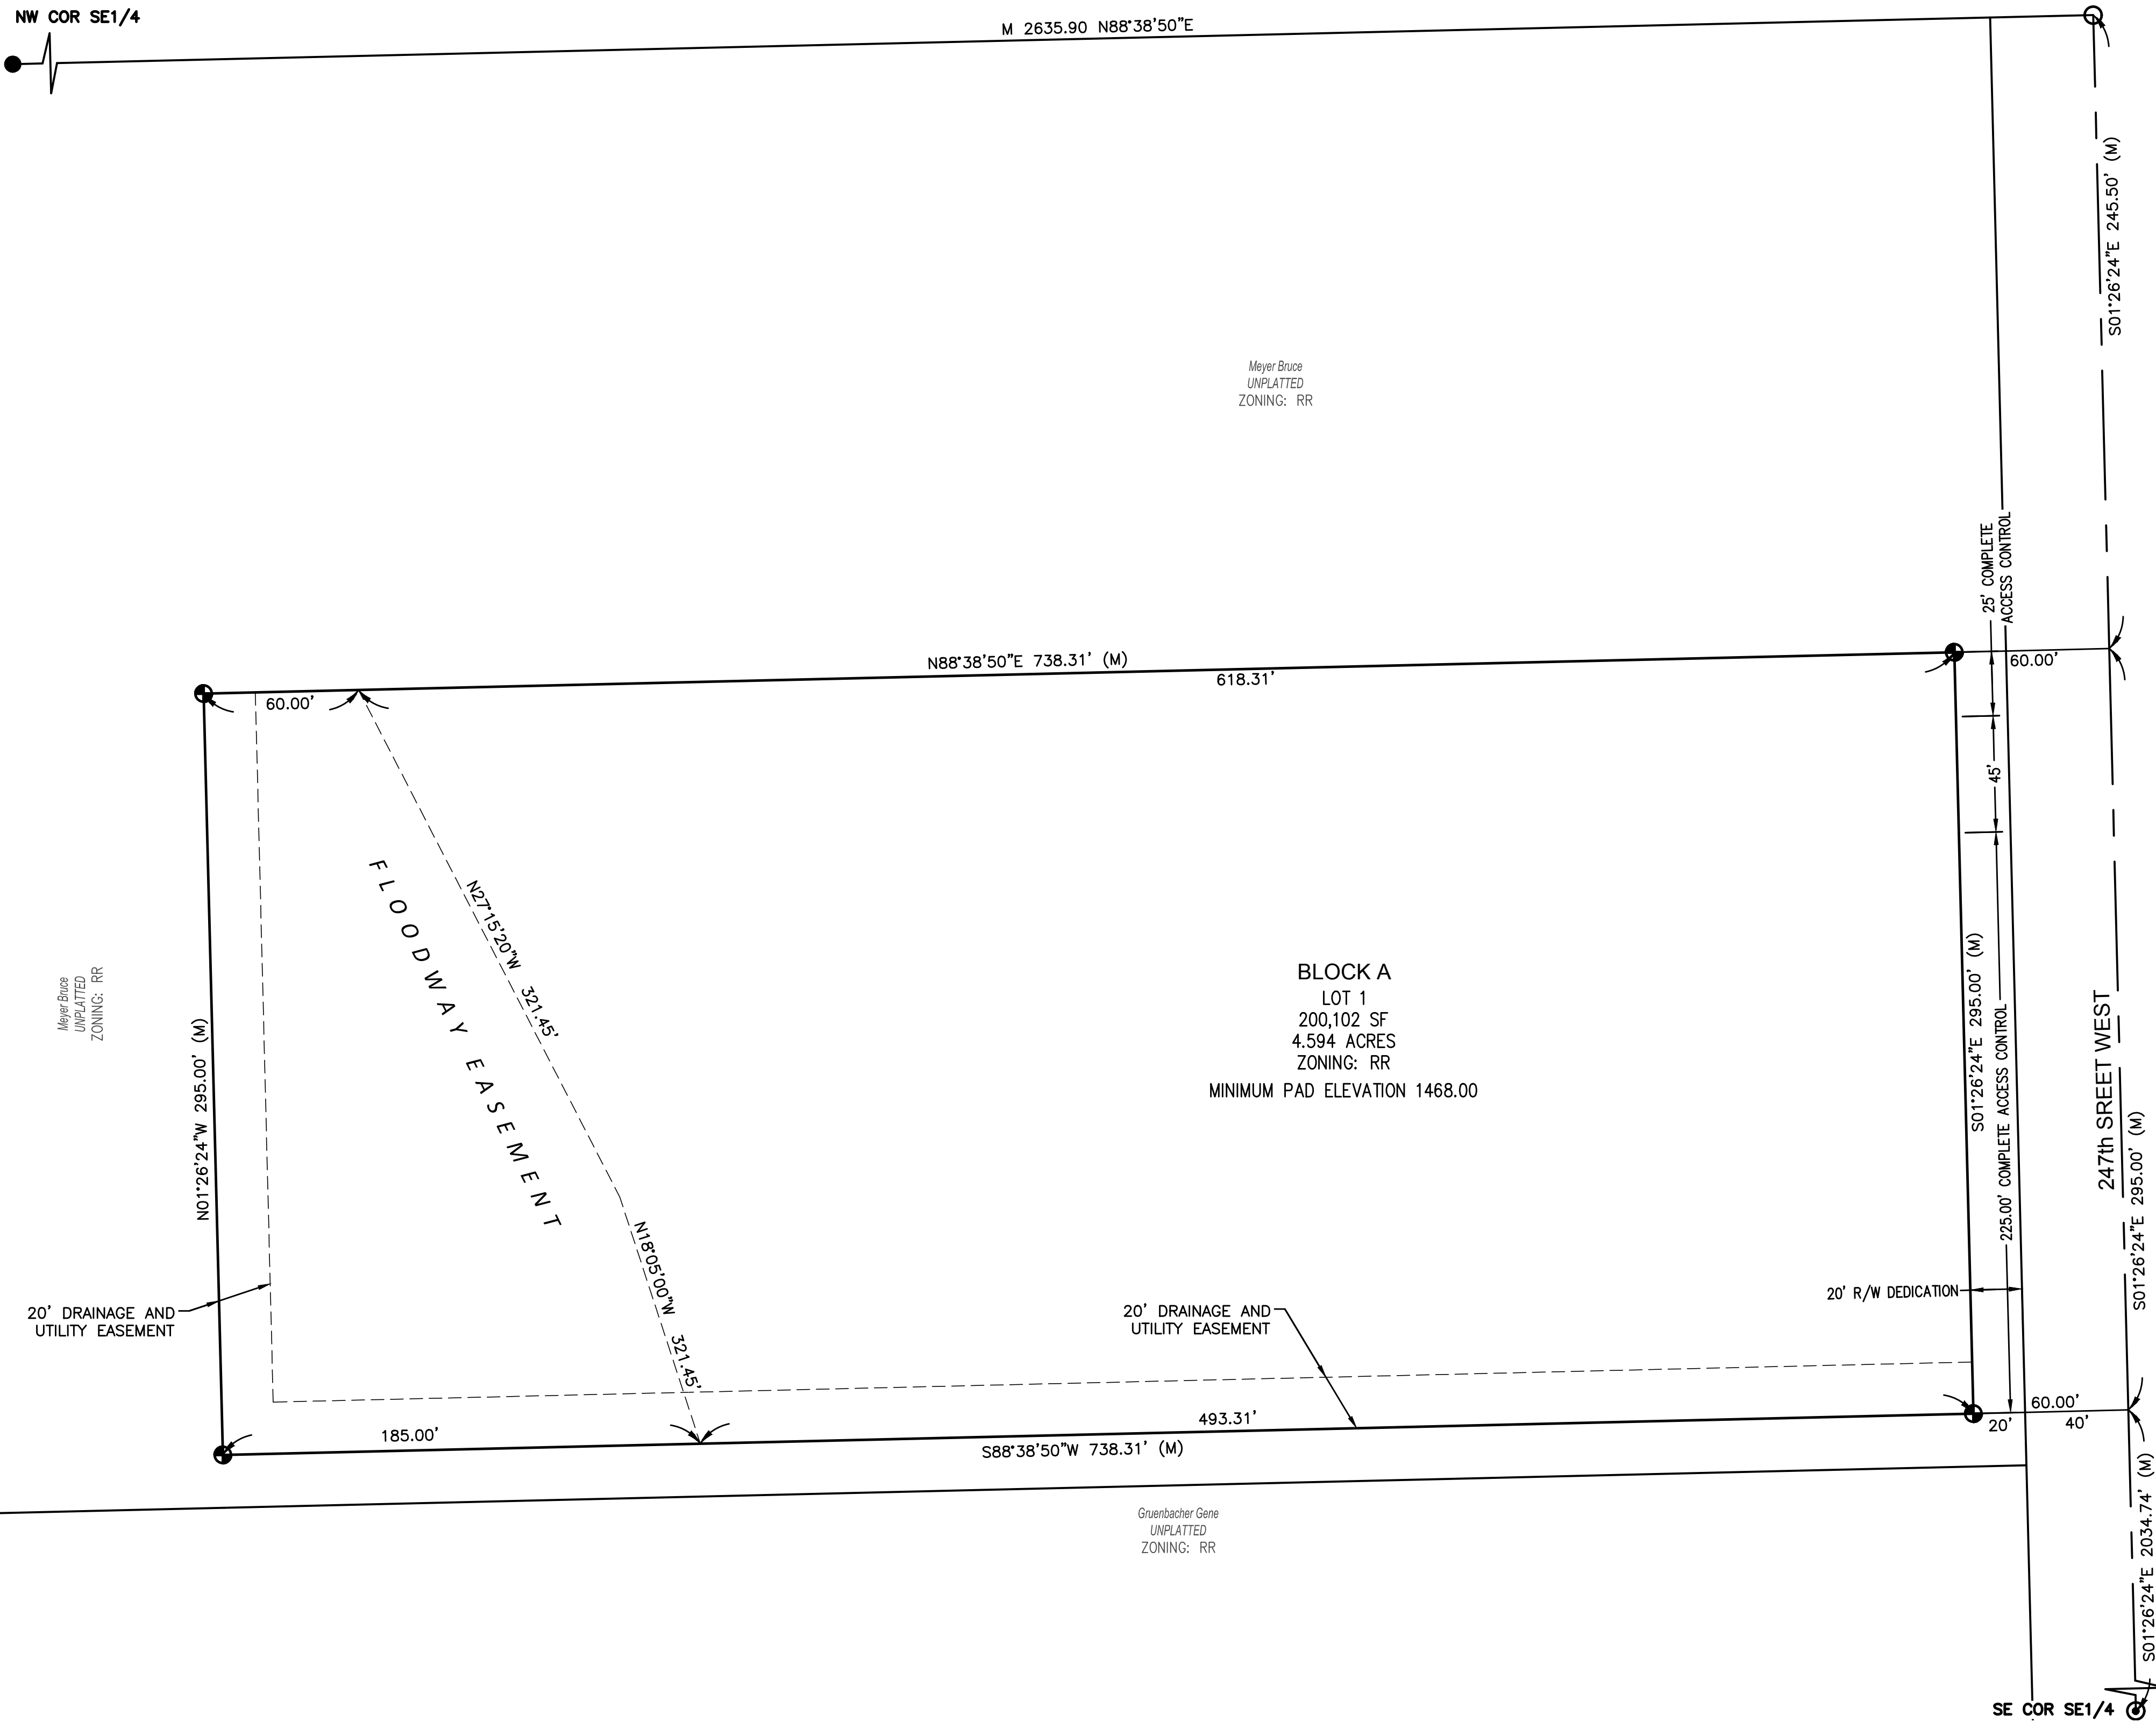 NW COR SE1/4
M 2635.90 N88°38'50"E
S01°26'24"E 245.50' (M)
Meyer Bruce
UNPLATTED
ZONING: RR
25' COMPLETE
ACCESS CONTROL
N88°38'50"E 738.31' (M)
60.00'
60.00'
618.31'
45'
FLOODWAY EASEMENT
N27°15'20"W 321.45'
BLOCK A
LOT 1
200,102 SF
4.594 ACRES
ZONING: RR
MINIMUM PAD ELEVATION 1468.00
S01°26'24"E 295.00' (M)
225.00' COMPLETE ACCESS CONTROL
247th SREET WEST
Meyer Bruce
UNPLATTED
ZONING: RR
N01°26'24"W 295.00' (M)
S01°26'24"E 295.00' (M)
N18°05'00"W 321.45'
20' R/W DEDICATION
20' DRAINAGE AND
UTILITY EASEMENT
20' DRAINAGE AND
UTILITY EASEMENT
185.00'
493.31'
60.00'
20'
40'
S88°38'50"W 738.31' (M)
S01°26'24"E 2034.74' (M)
Gruenbacher Gene
UNPLATTED
ZONING: RR
SE COR SE1/4